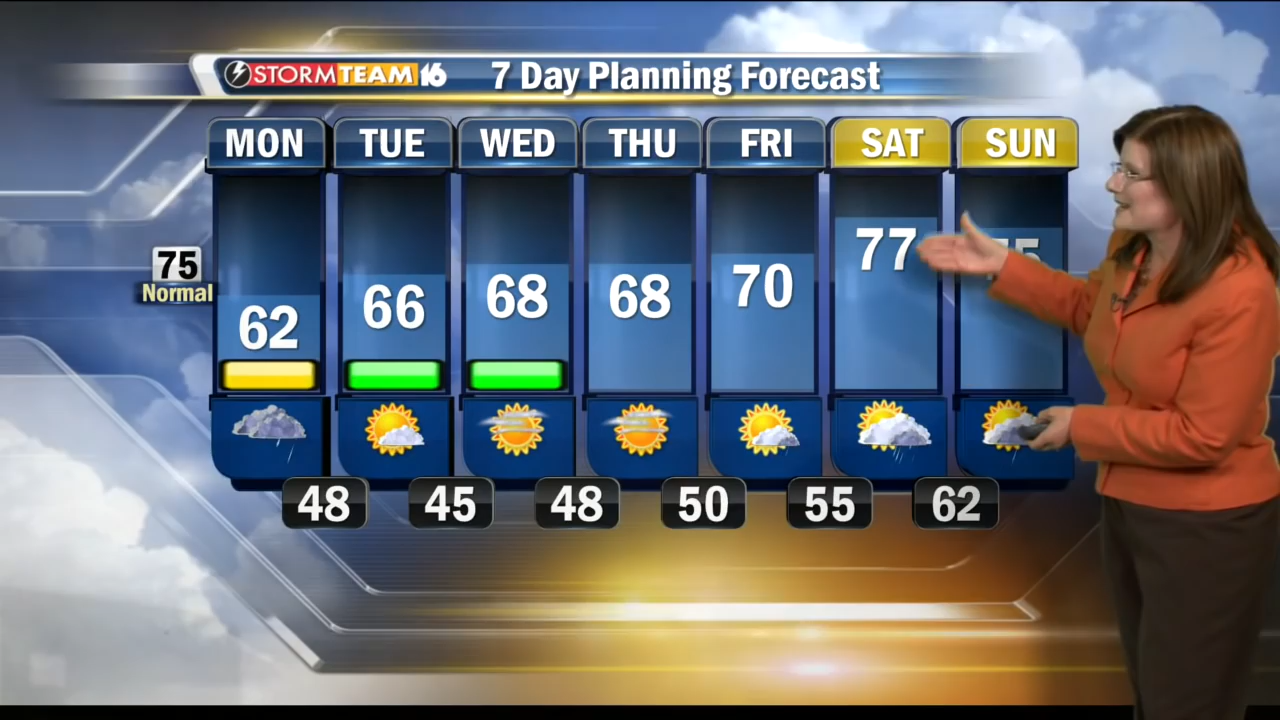 STORMTEAM 16 7 Day Planning Forecast
MON TUE WED THU FRI SAT SUN
75
Normal
62 66 68 68 70 77
48 45 48 50 55 62